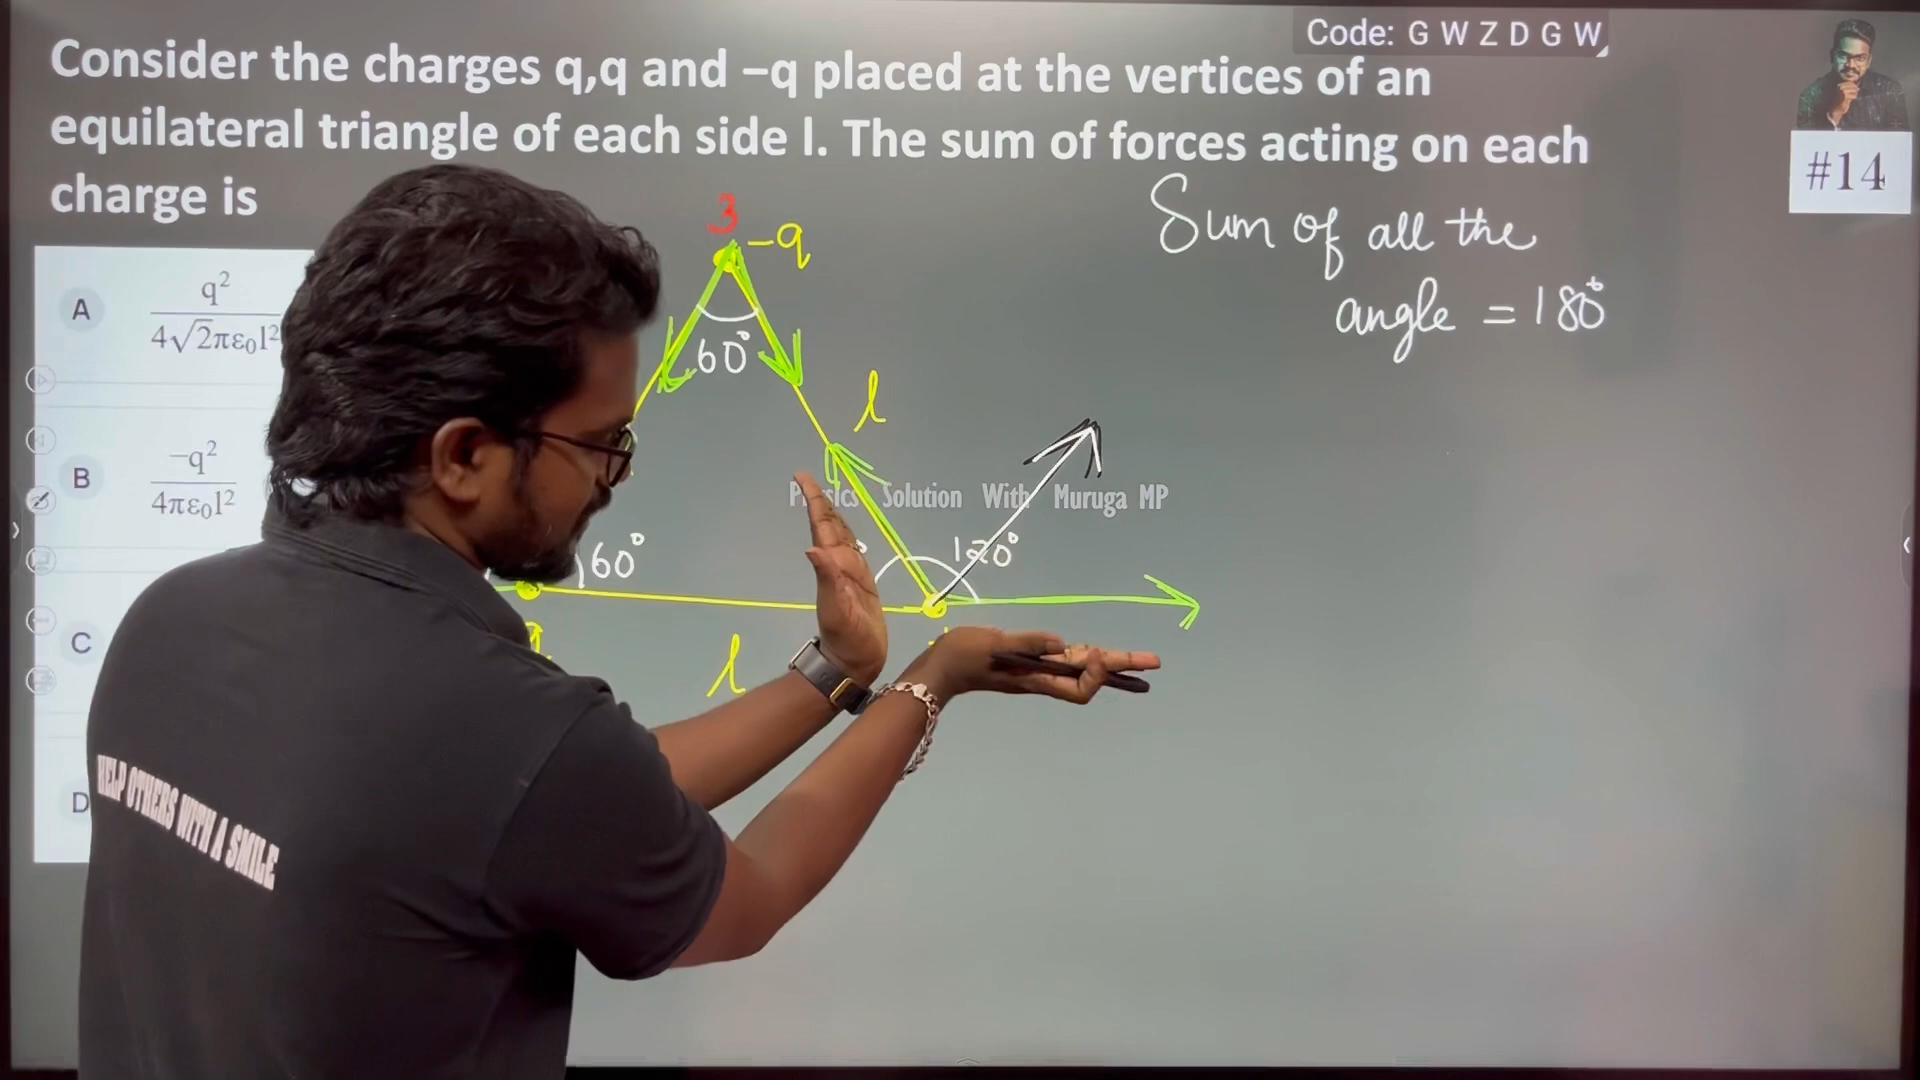 Code: G W Z D G W
Consider the charges q,q and –q placed at the vertices of an
equilateral triangle of each side l. The sum of forces acting on each
charge is
#14
Sum of all the
angle = 180°
3
–q
A
q²
4√2πε₀l²
60°
l
B
–q²
4πε₀l²
Physics Solution With Muruga MP
120°
60°
C
l
D
HELP OTHERS WITH A SMILE